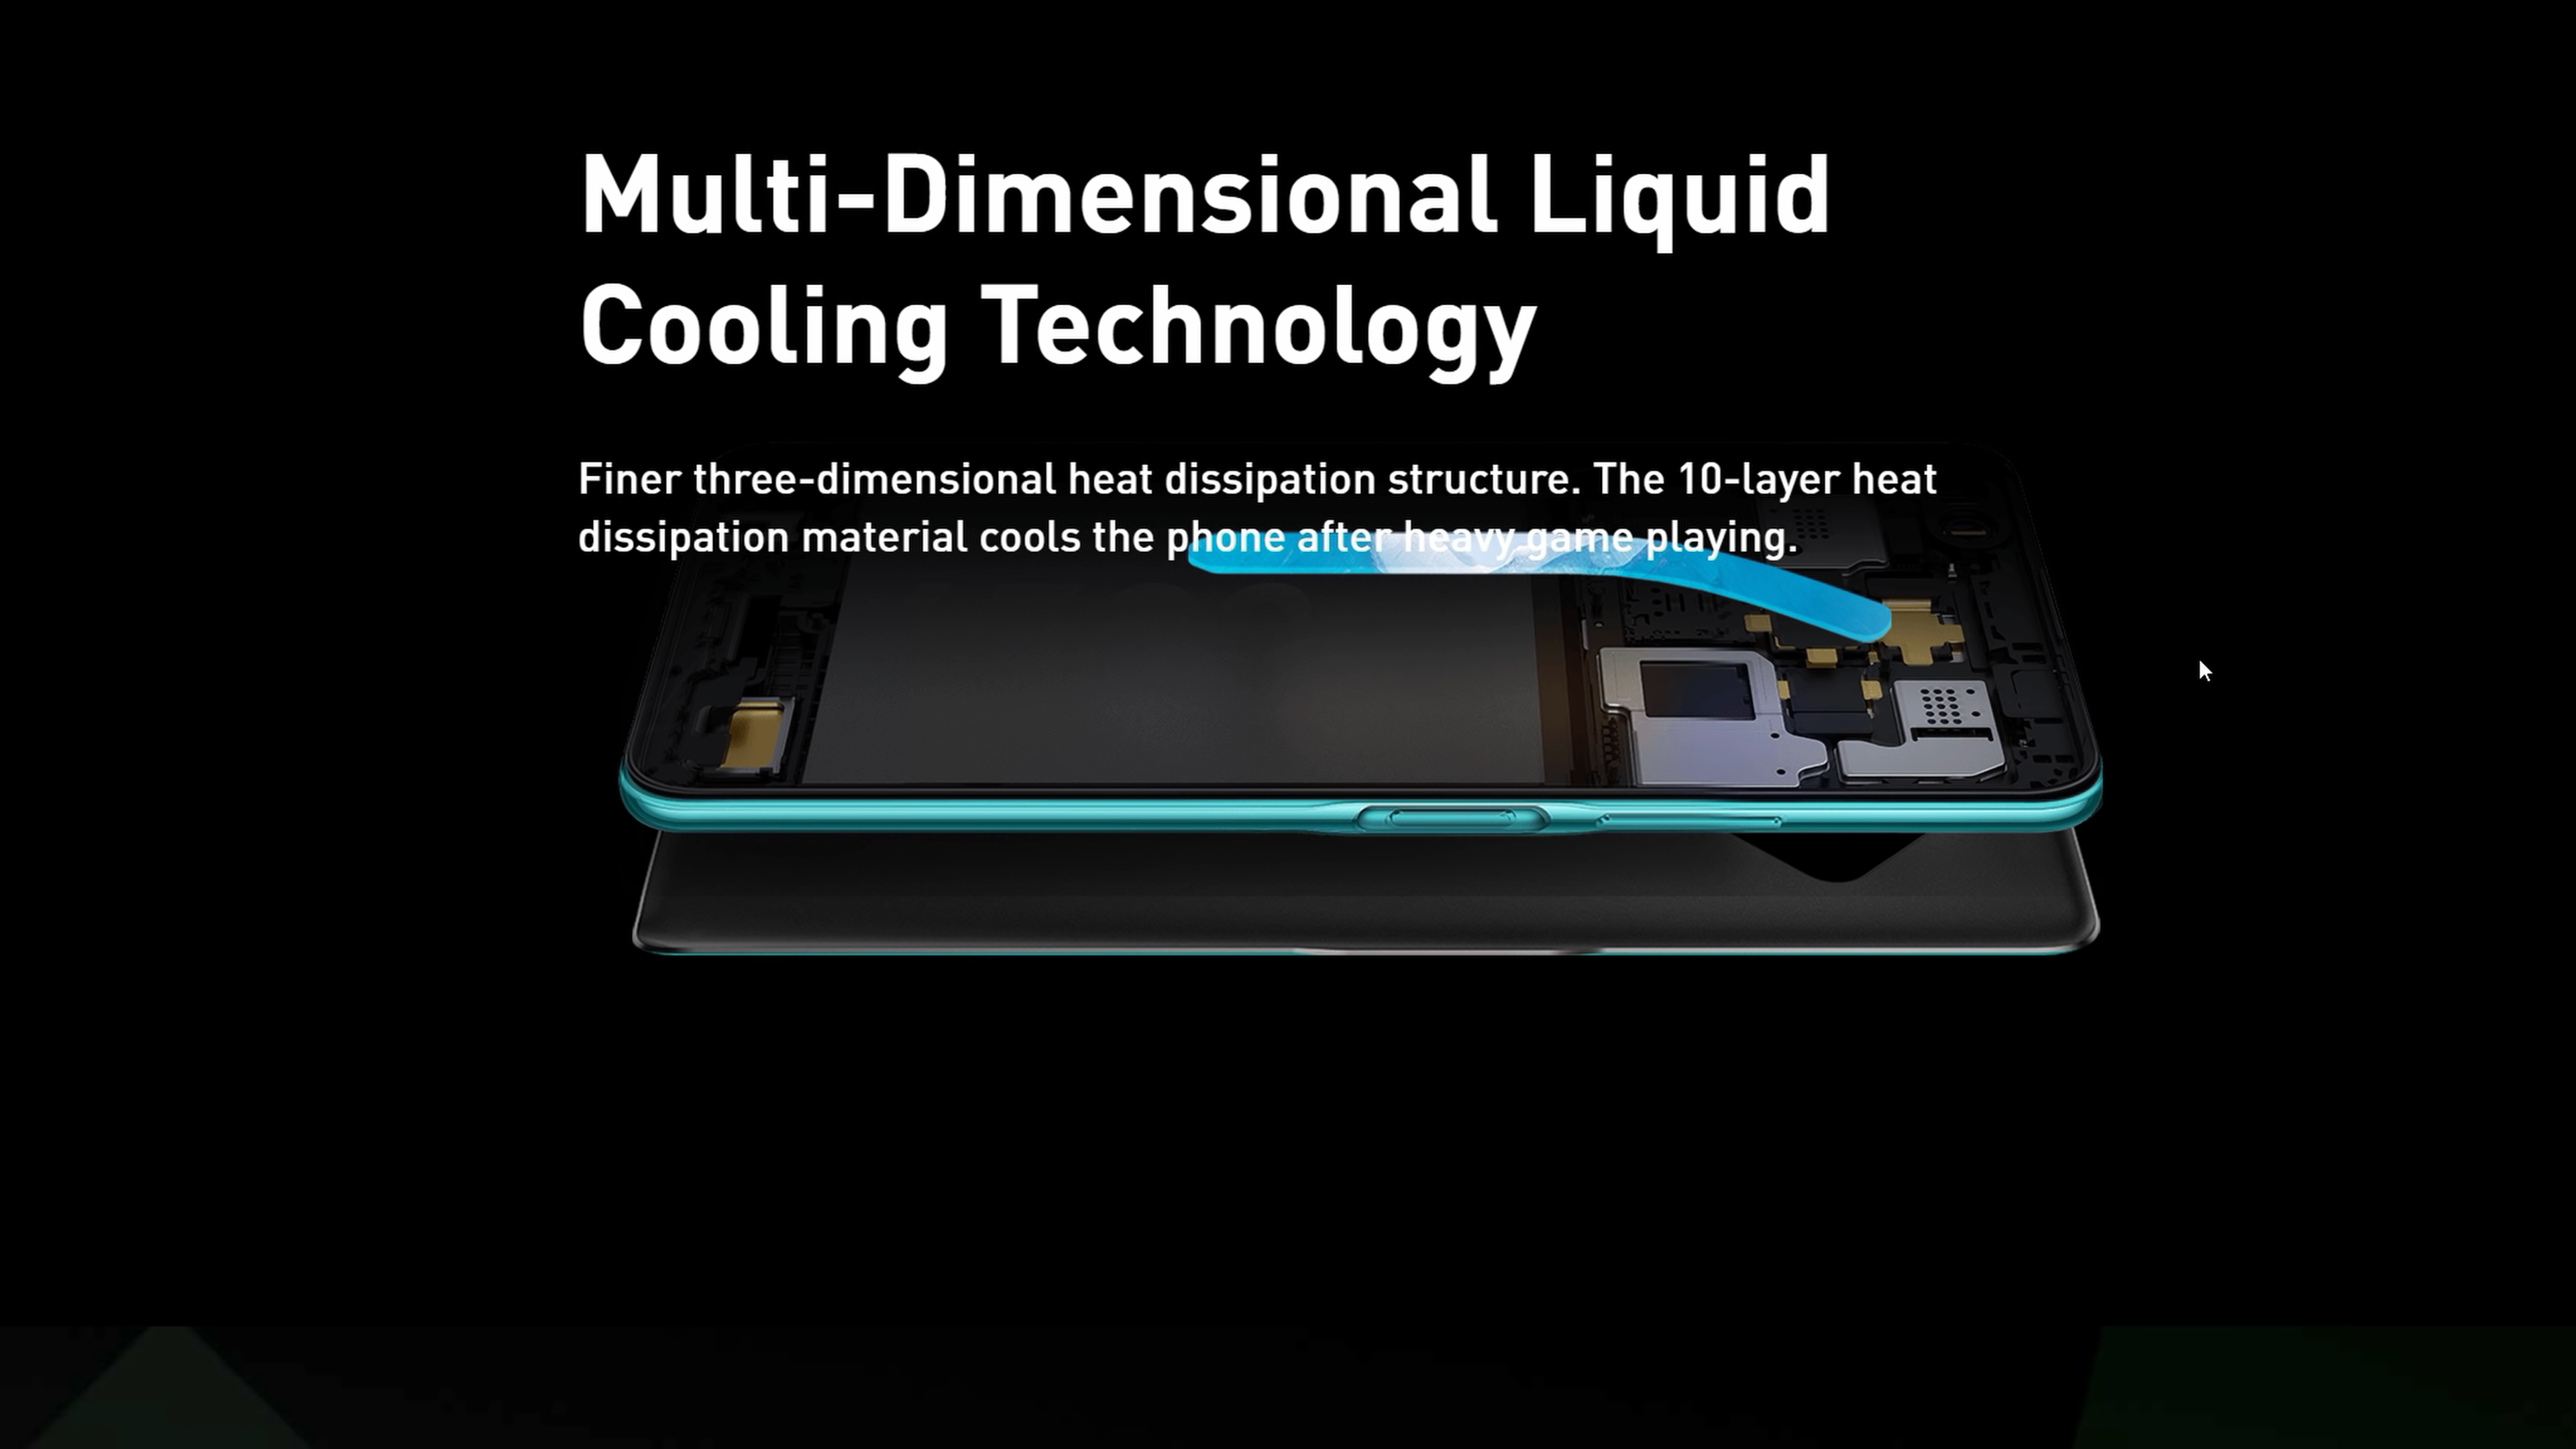 Multi-Dimensional Liquid
Cooling Technology
Finer three-dimensional heat dissipation structure. The 10-layer heat
dissipation material cools the phone after heavy game playing.